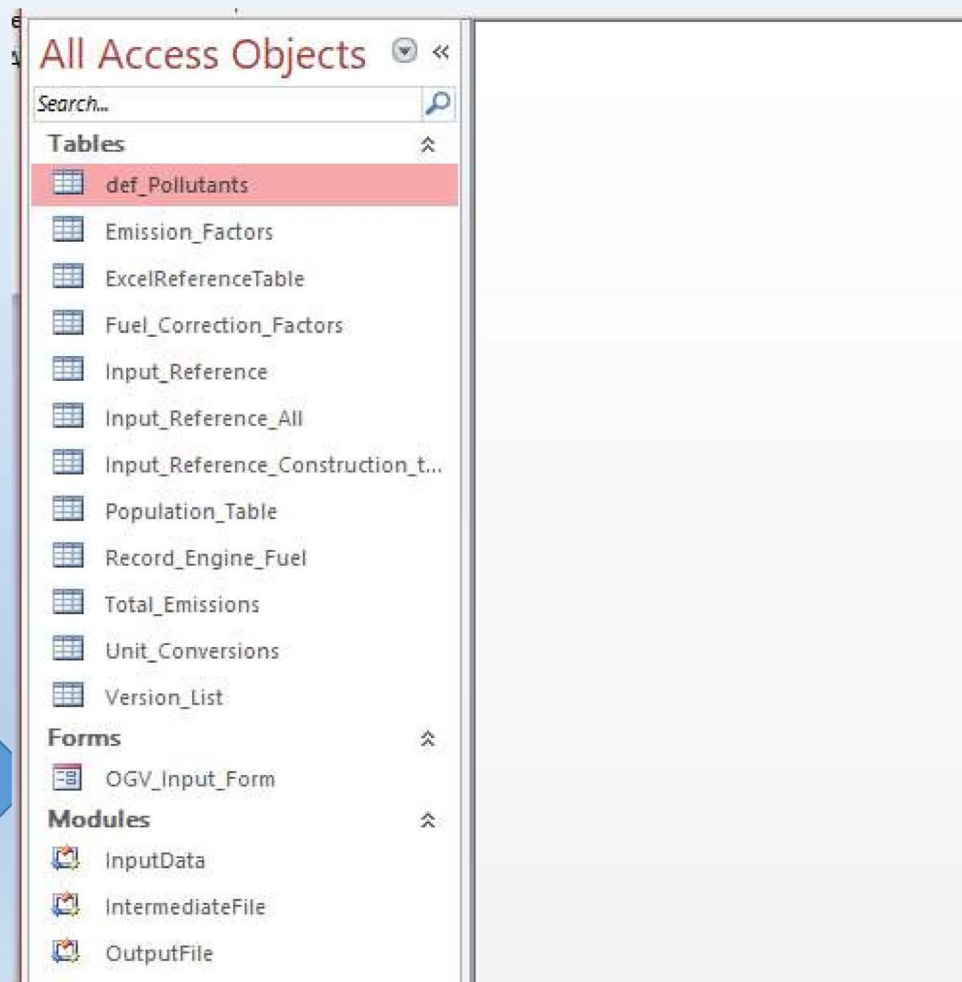 All Access Objects
Search...
Tables
def_Pollutants
Emission_Factors
ExcelReferenceTable
Fuel_Correction_Factors
Input_Reference
Input_Reference_All
Input_Reference_Construction_t...
Population_Table
Record_Engine_Fuel
Total_Emissions
Unit_Conversions
Version_List
Forms
OGV_Input_Form
Modules
InputData
IntermediateFile
OutputFile